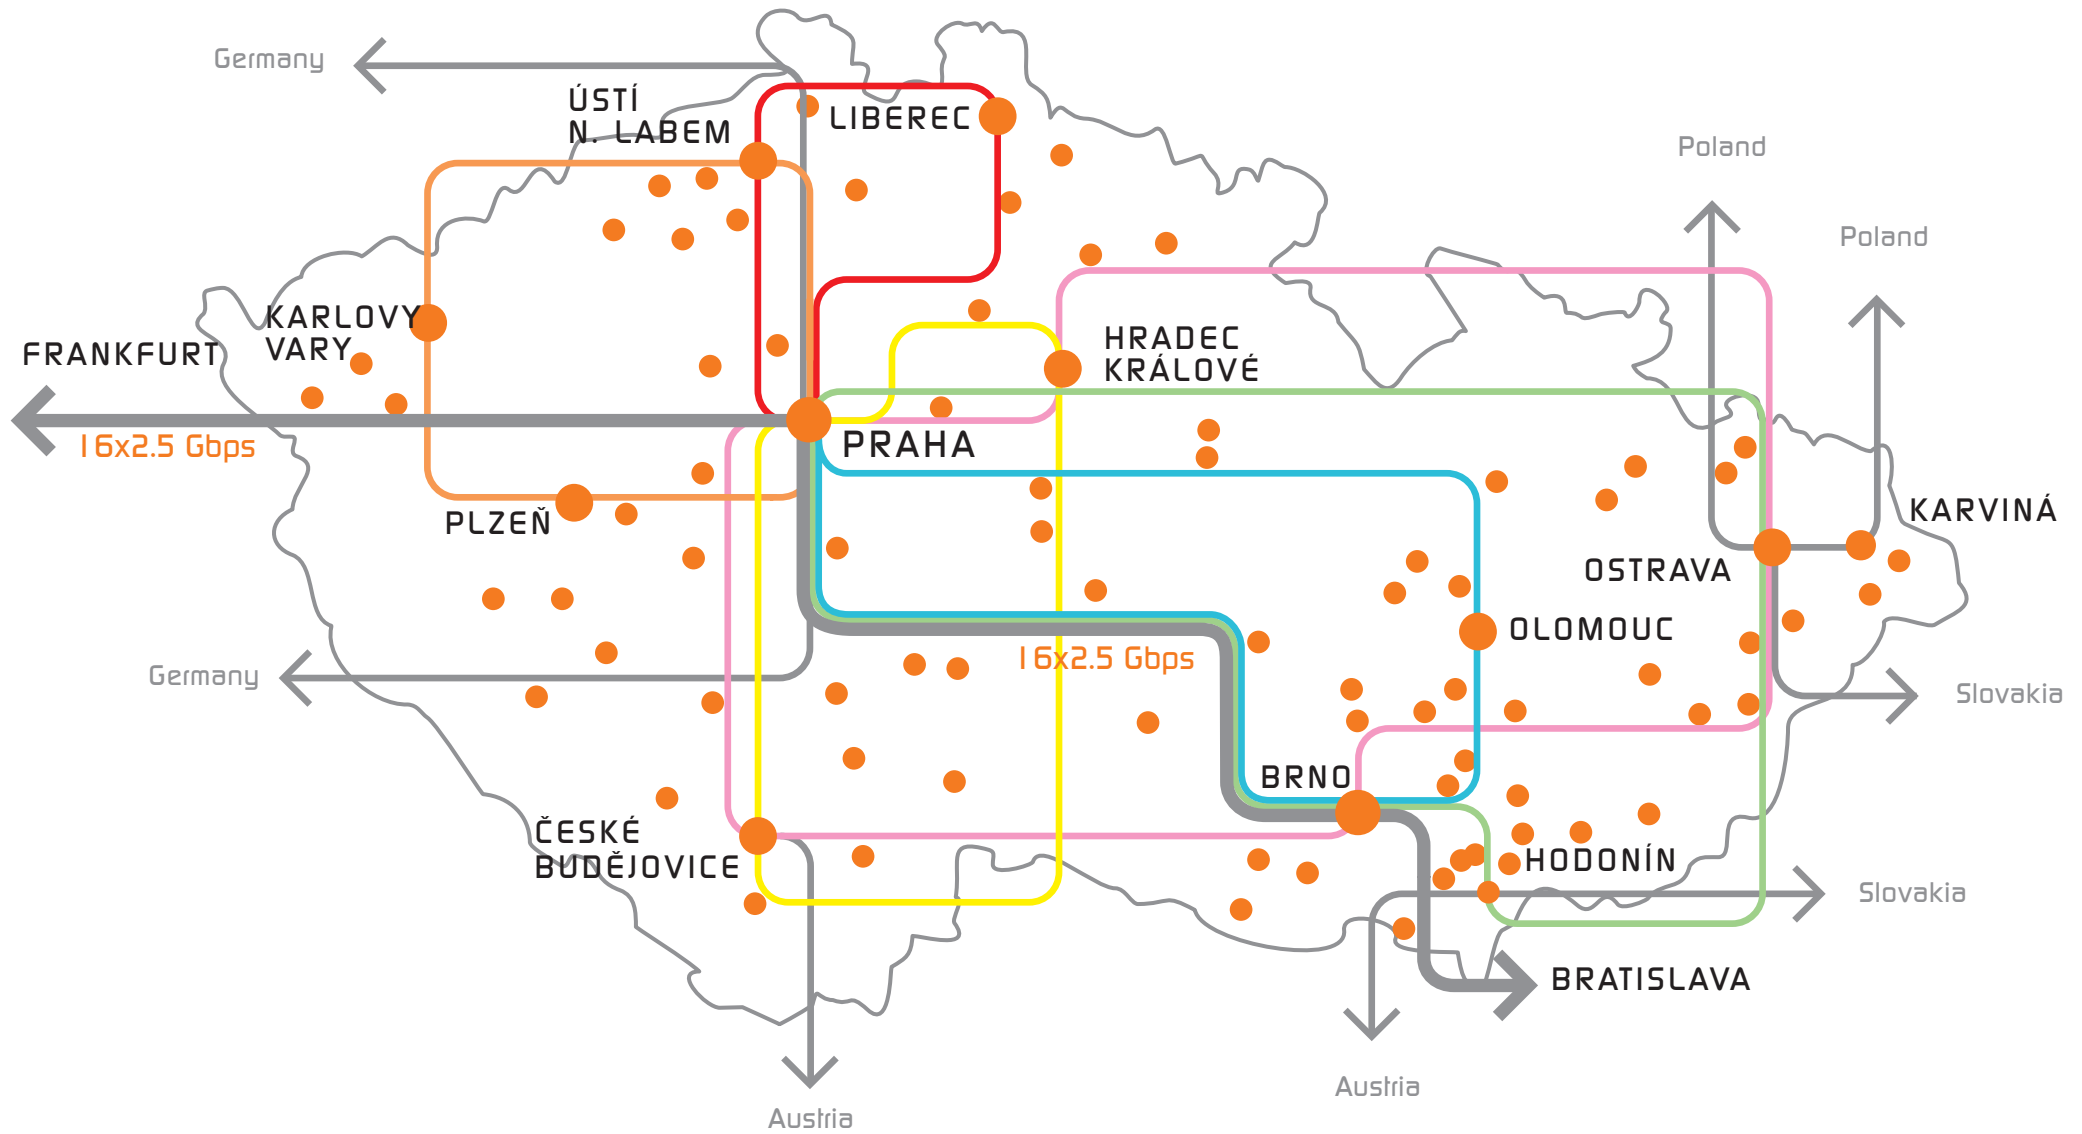 Germany
ÚSTÍ
N. LABEM
LIBEREC
Poland
Poland
KARLOVY
VARY
FRANKFURT
HRADEC
KRÁLOVÉ
16x2.5 Gbps
PRAHA
PLZEŇ
KARVINÁ
OSTRAVA
OLOMOUC
16x2.5 Gbps
Germany
Slovakia
BRNO
ČESKÉ
BUDĚJOVICE
HODONÍN
Slovakia
BRATISLAVA
Austria
Austria